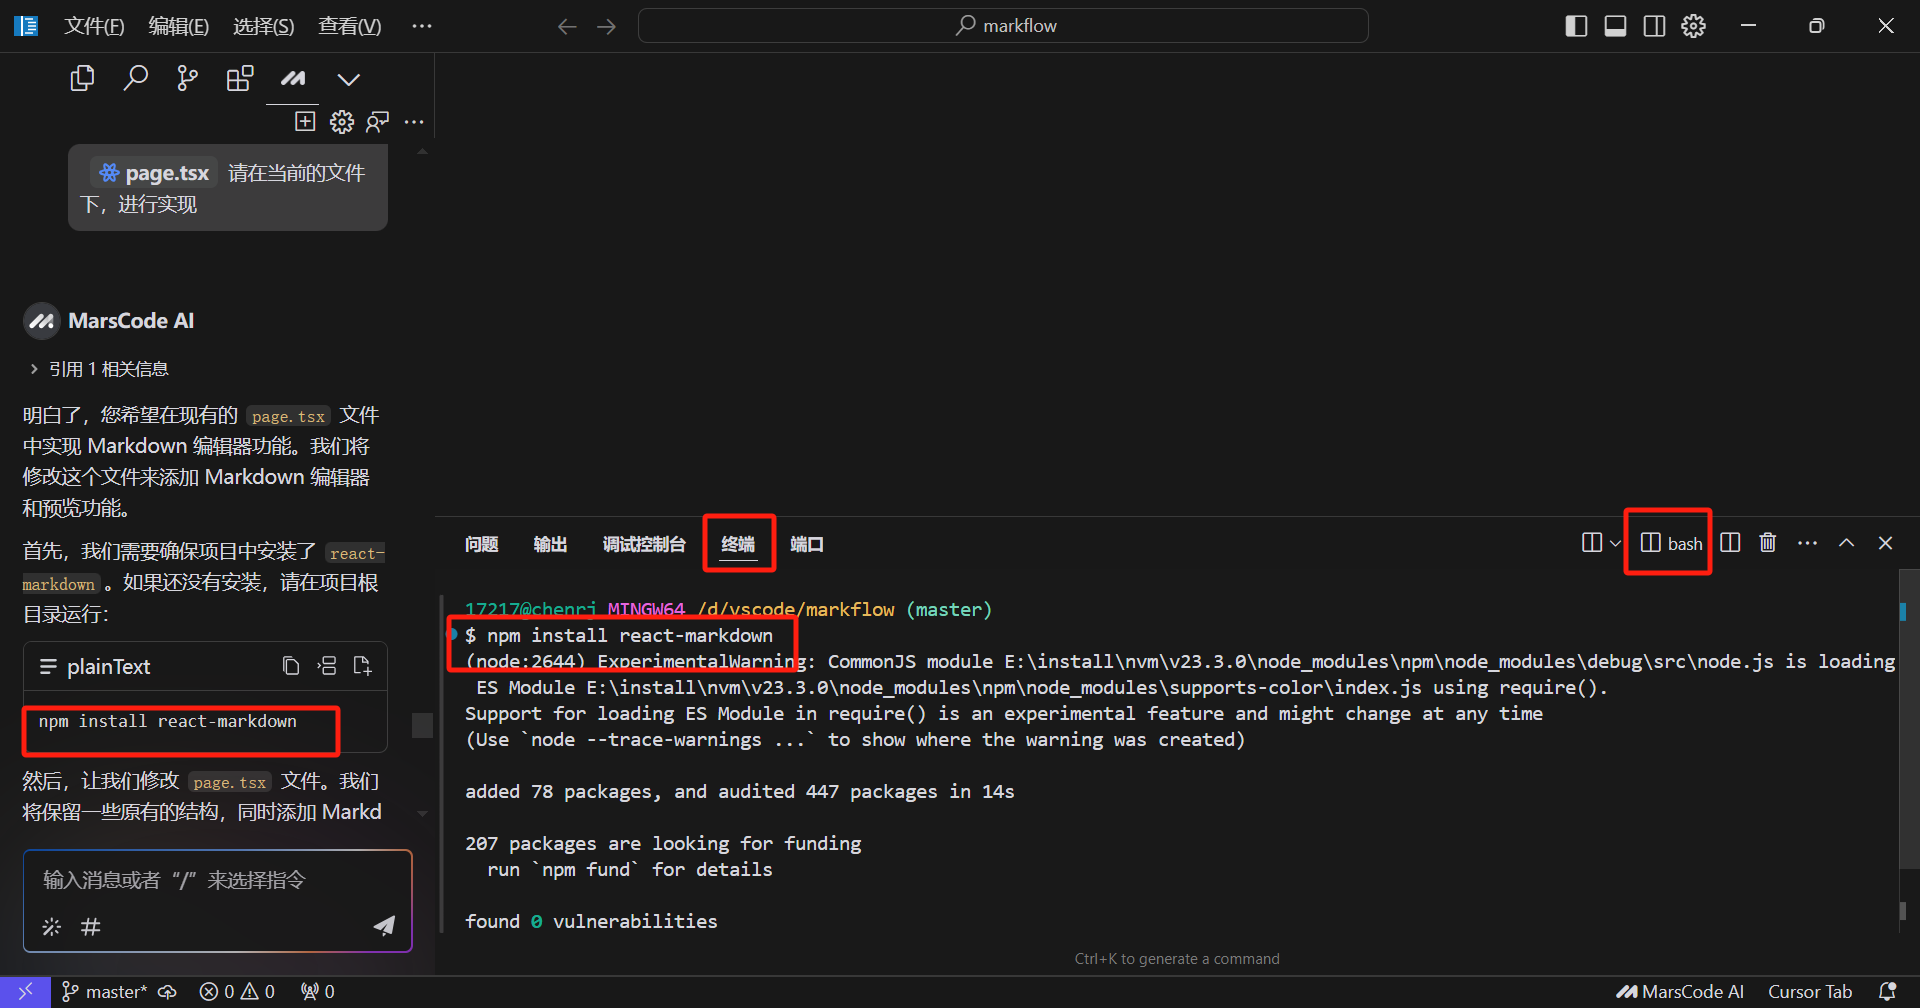 文件(F) 编辑(E) 选择(S) 查看(V) ··· markflow
page.tsx 请在当前的文件
下，进行实现
MarsCode AI
引用 1 相关信息
明白了，您希望在现有的 page.tsx 文件
中实现 Markdown 编辑器功能。我们将
修改这个文件来添加 Markdown 编辑器
和预览功能。
首先，我们需要确保项目中安装了 react-
markdown 。如果还没有安装，请在项目根
目录运行：
plainText
npm install react-markdown
然后，让我们修改 page.tsx 文件。我们
将保留一些原有的结构，同时添加 Markd
输入消息或者 “/” 来选择指令
问题 输出 调试控制台 终端 端口 bash
17217@chenrj MINGW64 /d/vscode/markflow (master)
$ npm install react-markdown
(node:2644) ExperimentalWarning: CommonJS module E:\install\nvm\v23.3.0\node_modules\npm\node_modules\debug\src\node.js is loading
ES Module E:\install\nvm\v23.3.0\node_modules\npm\node_modules\supports-color\index.js using require().
Support for loading ES Module in require() is an experimental feature and might change at any time
(Use `node --trace-warnings ...` to show where the warning was created)
added 78 packages, and audited 447 packages in 14s
207 packages are looking for funding
run `npm fund` for details
found 0 vulnerabilities
Ctrl+K to generate a command
master* 0 0 0 MarsCode AI Cursor Tab